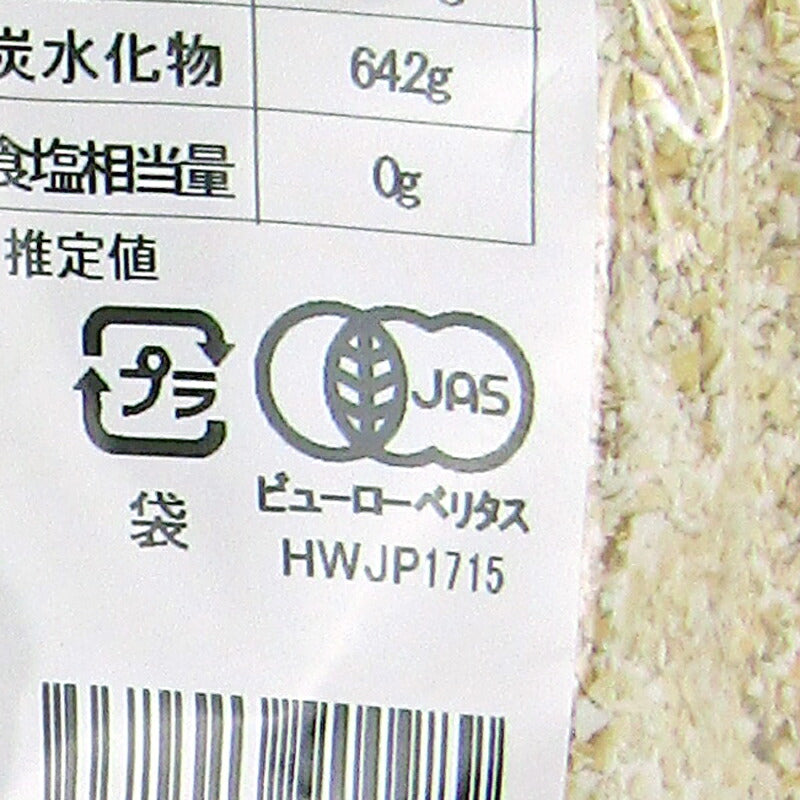 炭水化物 642g
食塩相当量 0g
推定値
プラ
JAS
袋
ビューローベリタス
HWJP1715